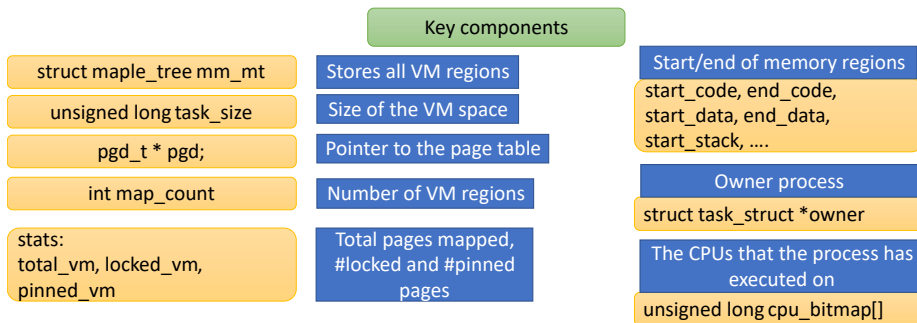 Key components
struct maple_tree mm_mt
Stores all VM regions
unsigned long task_size
Size of the VM space
pgd_t * pgd;
Pointer to the page table
int map_count
Number of VM regions
stats:
total_vm, locked_vm,
pinned_vm
Total pages mapped,
#locked and #pinned
pages
Start/end of memory regions
start_code, end_code,
start_data, end_data,
start_stack, ….
Owner process
struct task_struct *owner
The CPUs that the process has
executed on
unsigned long cpu_bitmap[]